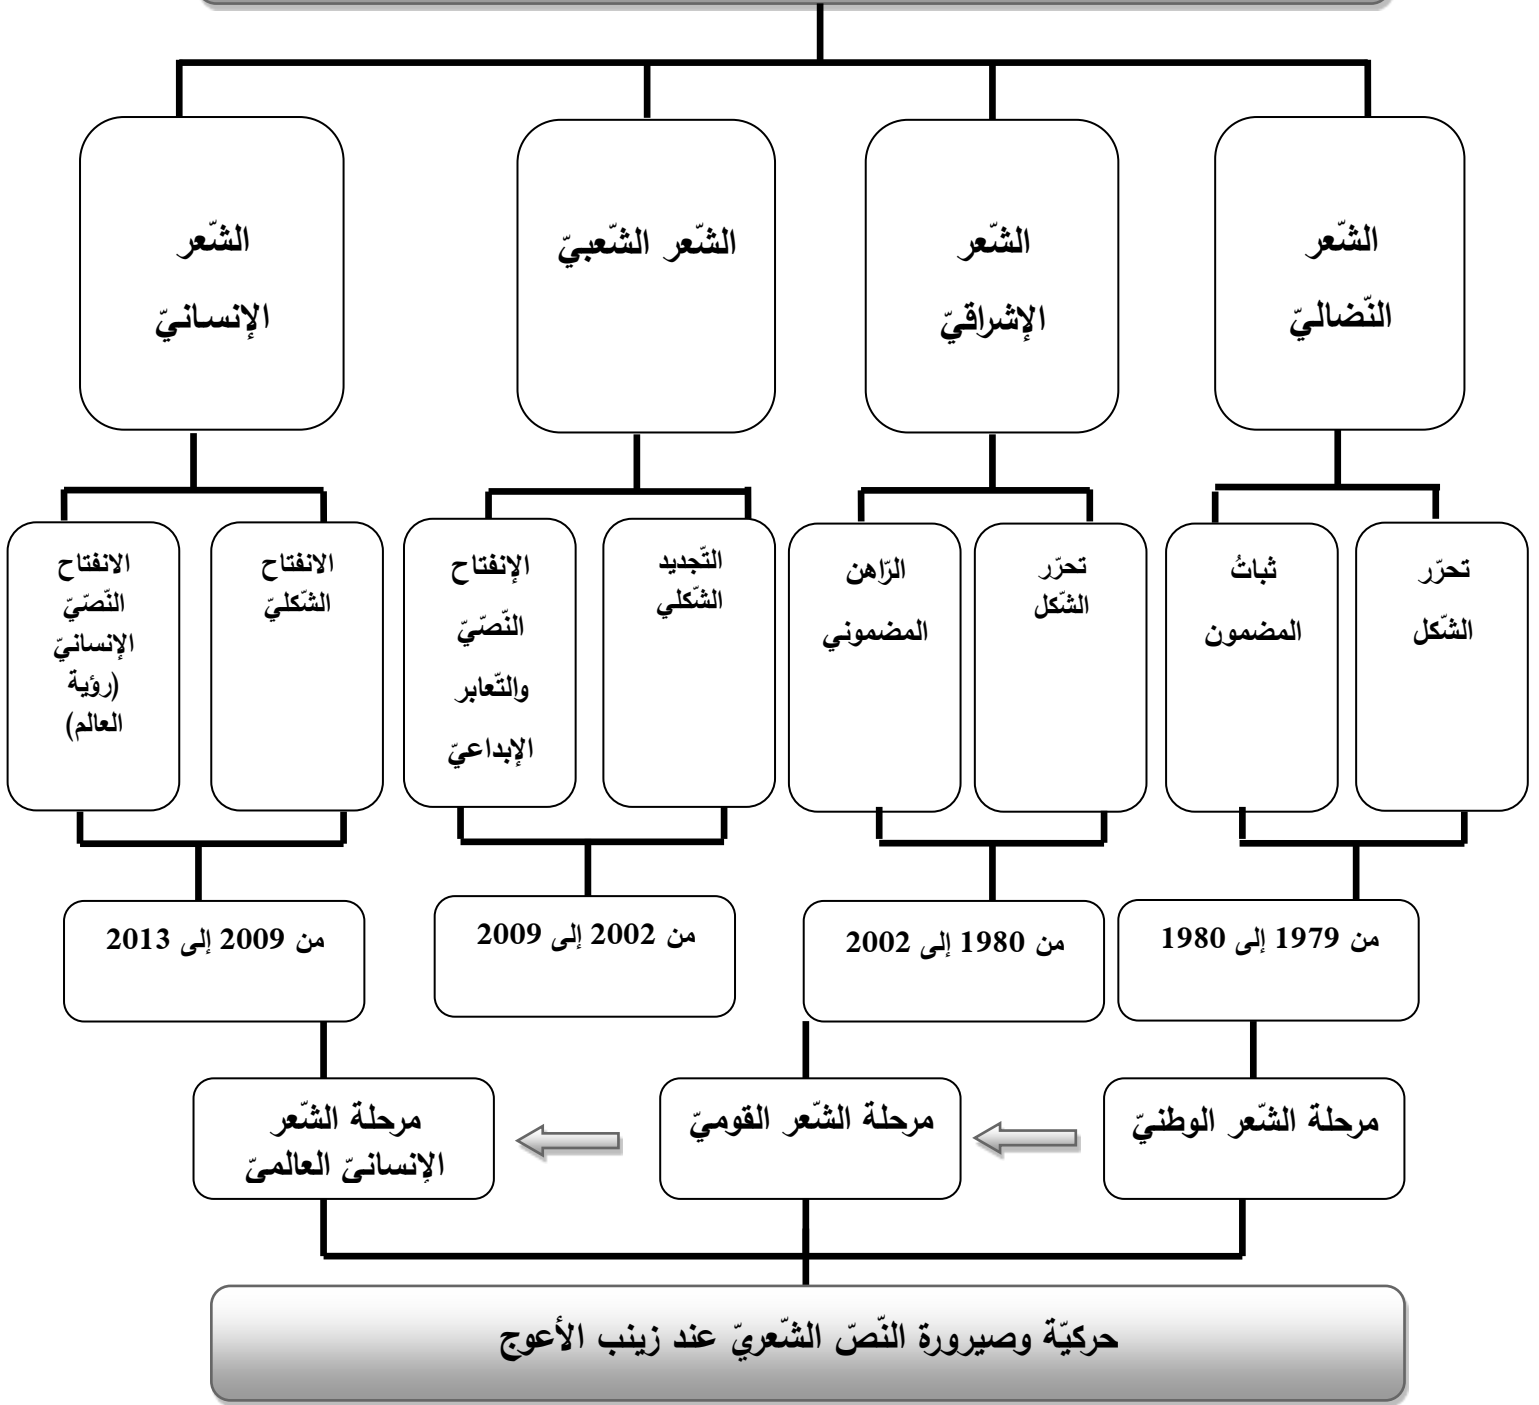 الشّعر
النّضاليّ
الشّعر
الإشراقيّ
الشّعر الشّعبيّ
الشّعر
الإنسانيّ
تحرّر
الشّكل
ثباتُ
المضمون
تحرّر
الشّكل
الرّاهن
المضموني
التّجديد
الشّكلي
الإنفتاح
النّصّيّ
والتّعابر
الإبداعيّ
الانفتاح
الشّكليّ
الانفتاح
النّصّيّ
الإنسانيّ
(رؤية
العالم)
من 1979 إلى 1980
من 1980 إلى 2002
من 2002 إلى 2009
من 2009 إلى 2013
مرحلة الشّعر الوطنيّ
مرحلة الشّعر القوميّ
مرحلة الشّعر
الإنسانيّ العالميّ
حركيّة وصيرورة النّصّ الشّعريّ عند زينب الأعوج